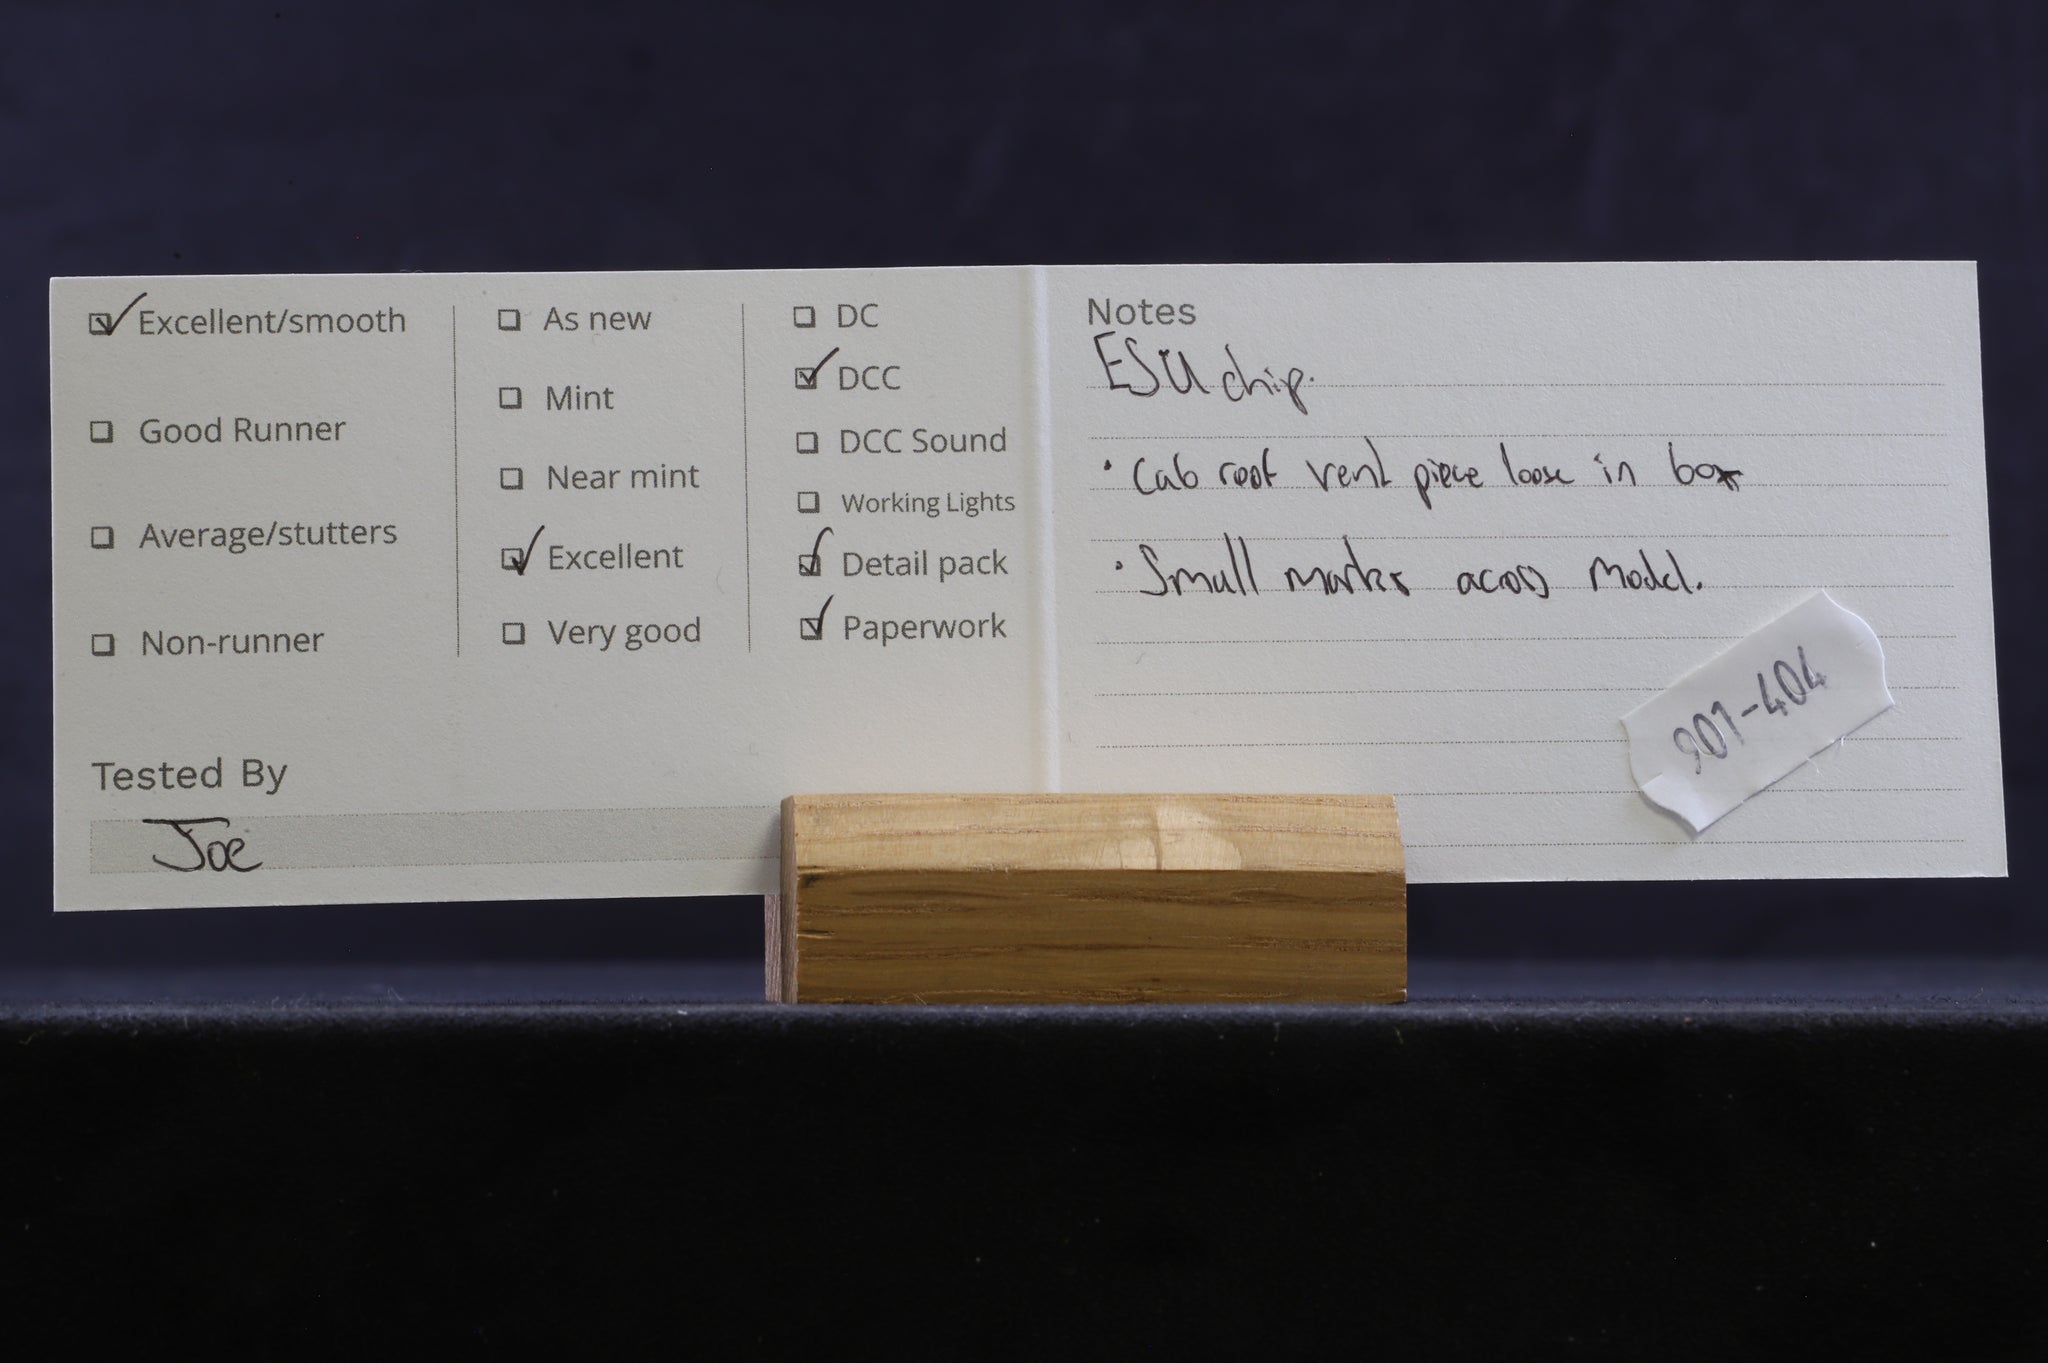 Excellent/smooth
Good Runner
Average/stutters
Non-runner
As new
Mint
Near mint
Excellent
Very good
DC
DCC
DCC Sound
Working Lights
Detail pack
Paperwork
Tested By
Joe
Notes
ESU chip.
• Cab roof vent piece loose in box
• Small marks across model.
901-404